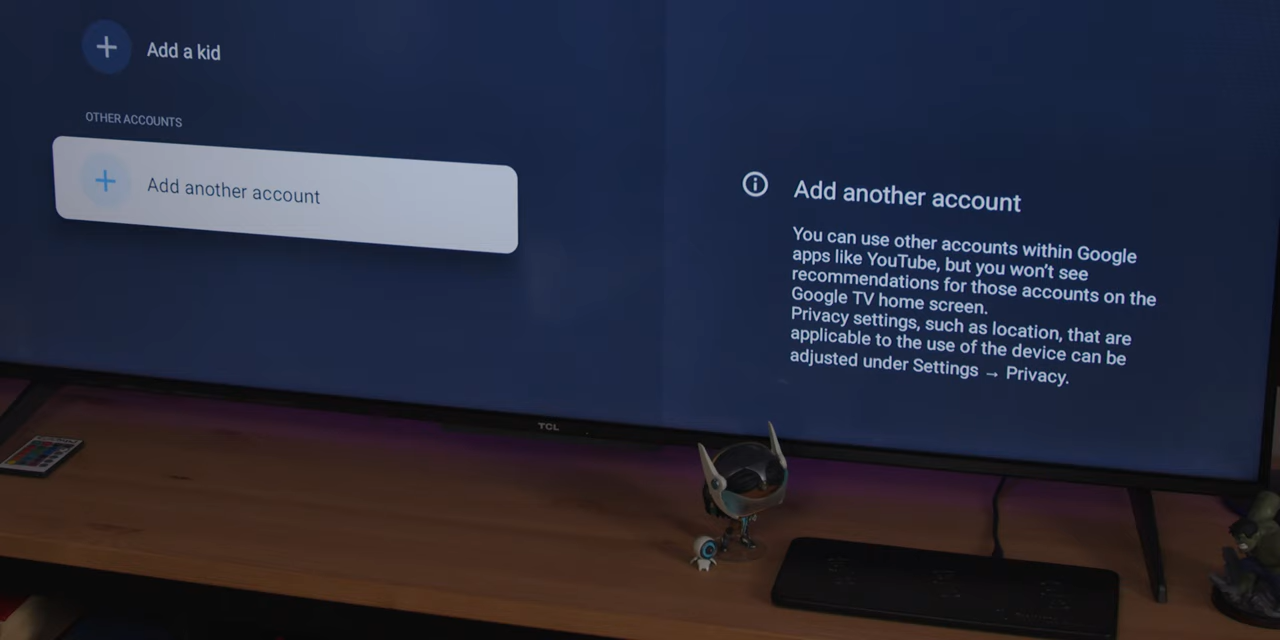 Add a kid
OTHER ACCOUNTS
Add another account
Add another account
You can use other accounts within Google
apps like YouTube, but you won't see
recommendations for those accounts on the
Google TV home screen.
Privacy settings, such as location, that are
applicable to the use of the device can be
adjusted under Settings → Privacy.
TCL